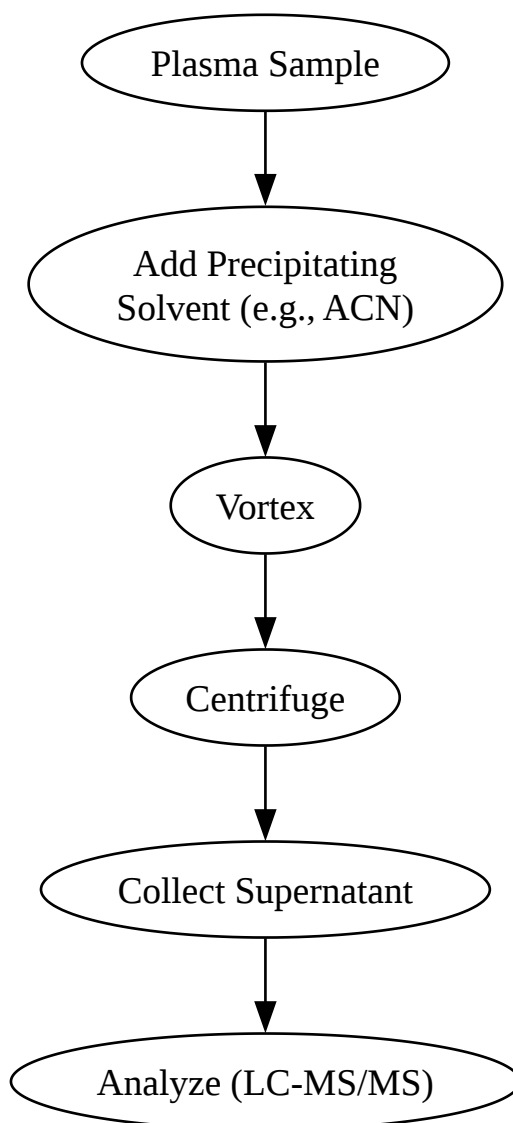 Plasma Sample
Add Precipitating
Solvent (e.g., ACN)
Vortex
Centrifuge
Collect Supernatant
Analyze (LC-MS/MS)